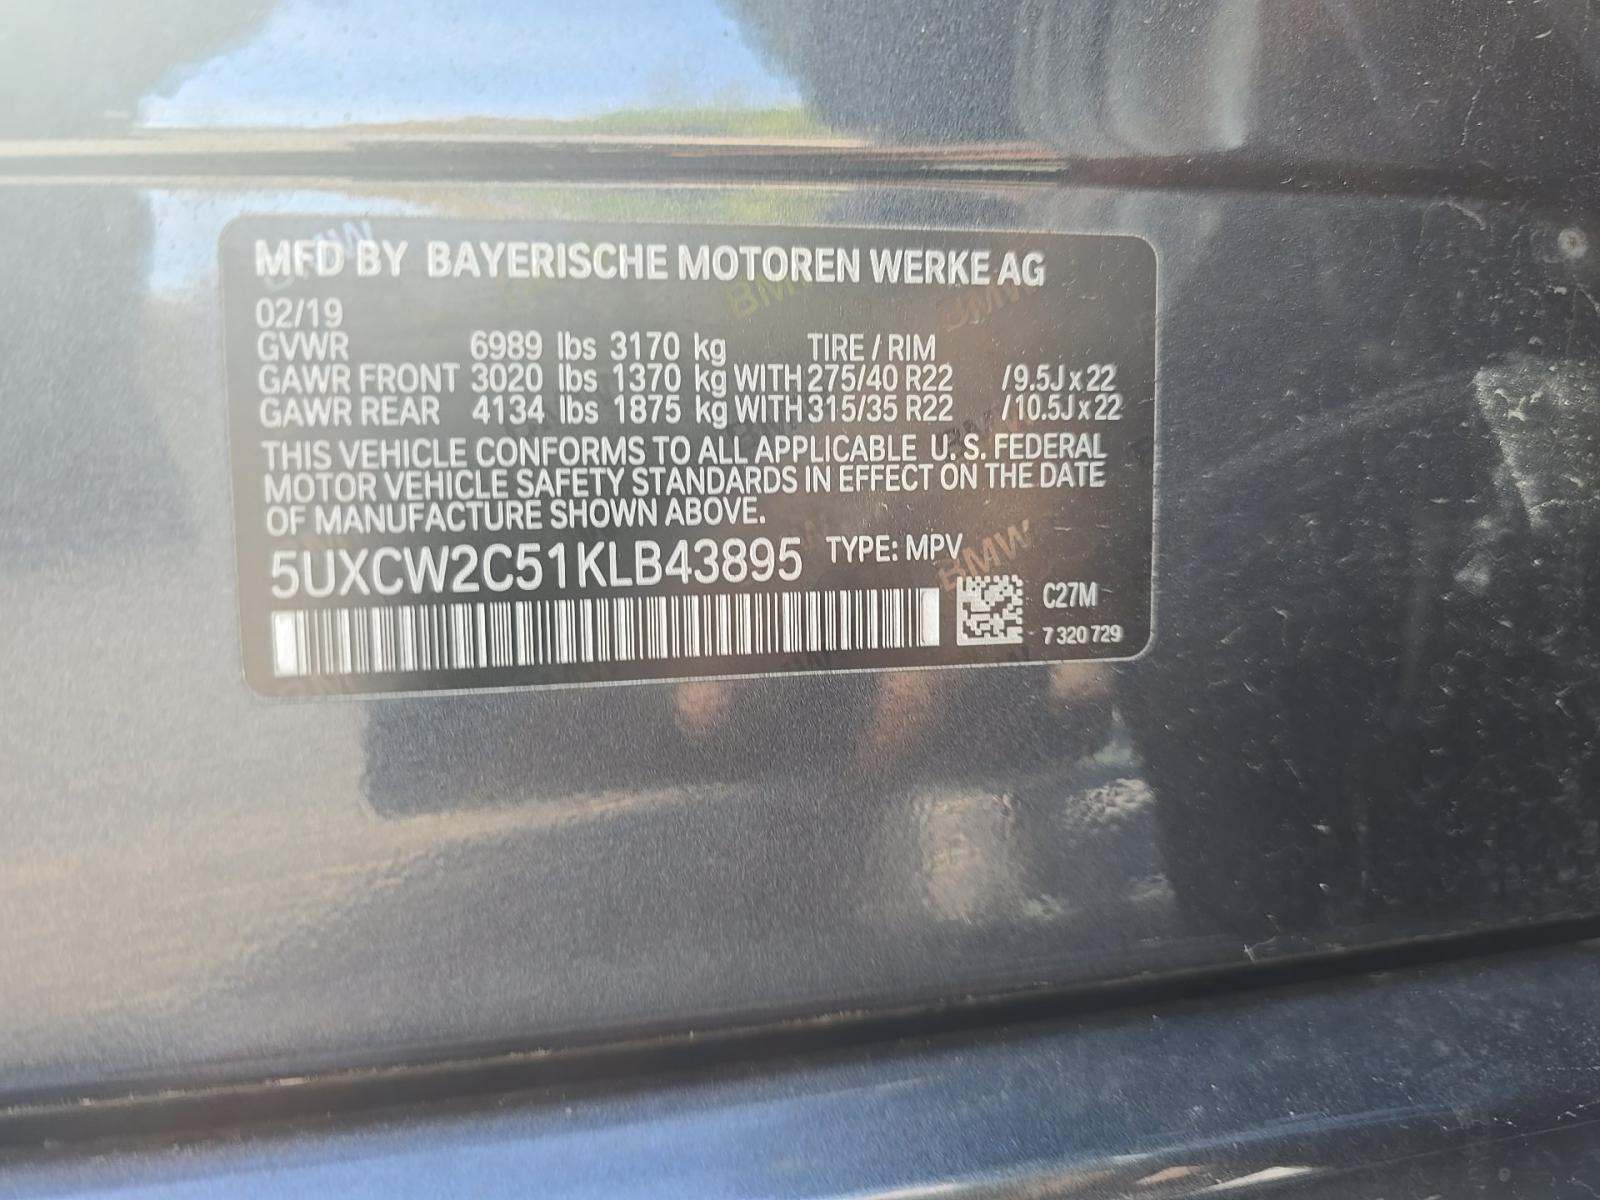 MFD BY BAYERISCHE MOTOREN WERKE AG
02/19
GVWR 6989 lbs 3170 kg TIRE / RIM
GAWR FRONT 3020 lbs 1370 kg WITH 275/40 R22 /9.5J x 22
GAWR REAR 4134 lbs 1875 kg WITH 315/35 R22 /10.5J x 22
THIS VEHICLE CONFORMS TO ALL APPLICABLE U. S. FEDERAL
MOTOR VEHICLE SAFETY STANDARDS IN EFFECT ON THE DATE
OF MANUFACTURE SHOWN ABOVE.
5UXCW2C51KLB43895 TYPE: MPV
C27M
7 320 729